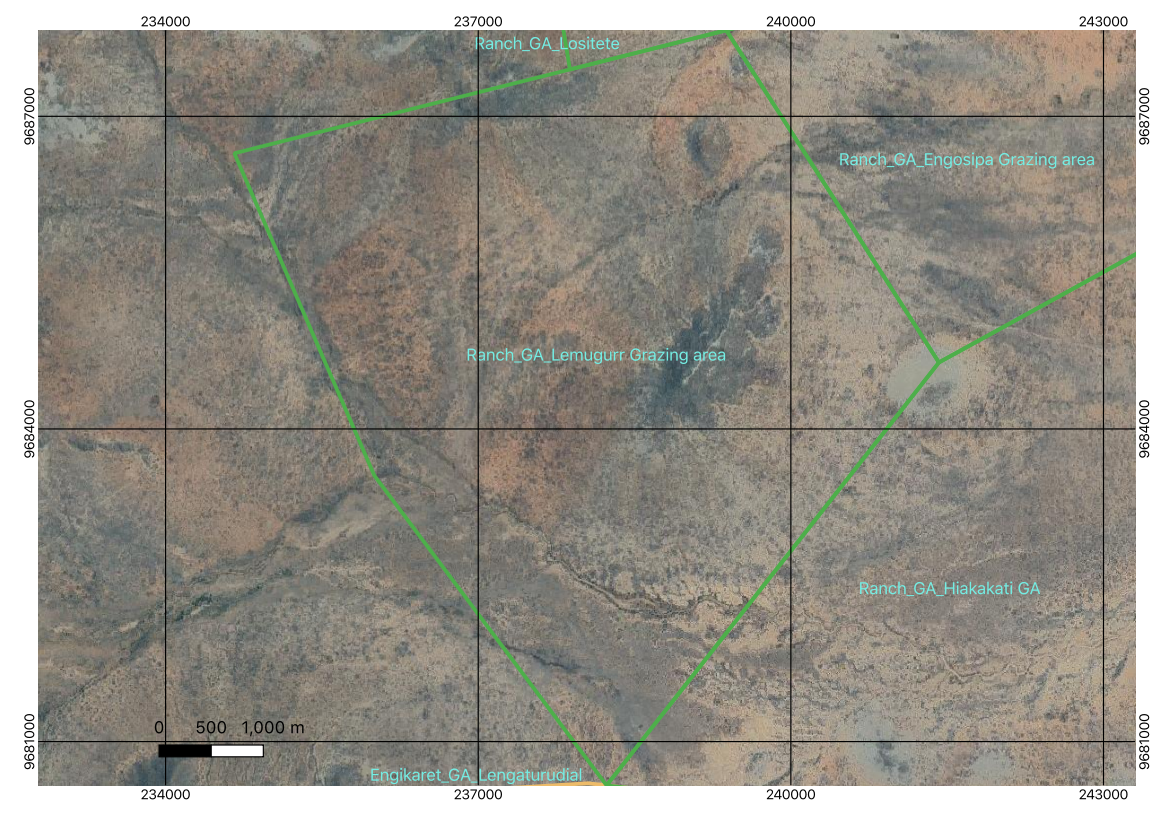 234000
237000
240000
243000
Ranch_GA_Lositete
9687000
9687000
Ranch_GA_Engosipa Grazing area
Ranch_GA_Lemugurr Grazing area
9684000
9684000
Ranch_GA_Hiakakati GA
9681000
9681000
0 500 1,000 m
Engikaret_GA_Lengaturudial
234000
237000
240000
243000